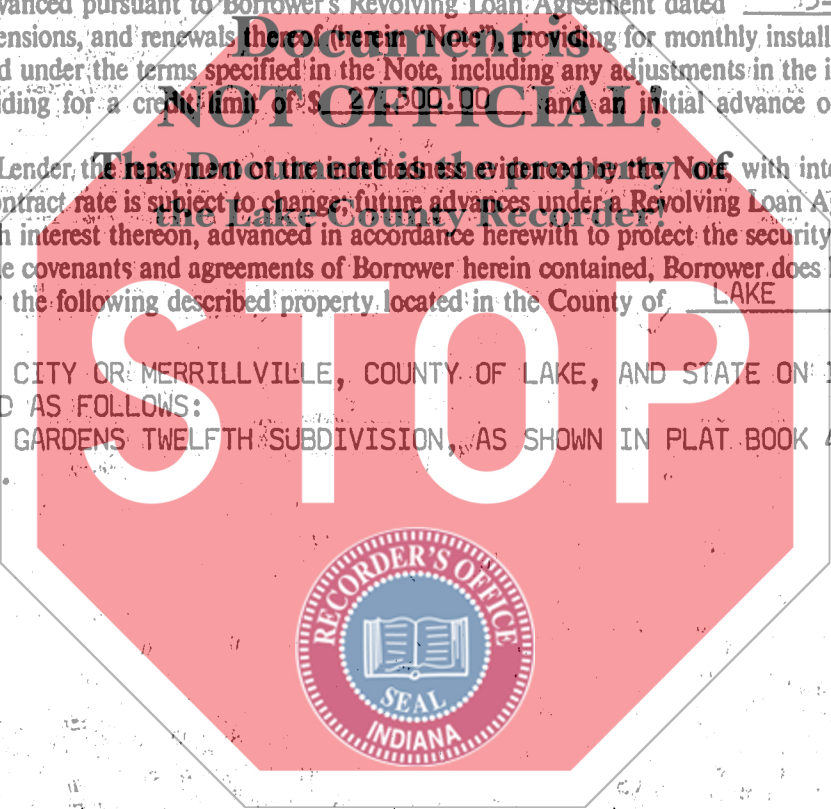 vanced pursuant to Borrower's Revolving Loan Agreement dated
ensions, and renewals thereof (herein "Note"), providing for monthly install
d under the terms specified in the Note, including any adjustments in the i
ding for a credit limit of $ 27,500.00 and an initial advance o
Document is
NOT OFFICIAL!
Lender, the repayment of the indebtedness evidenced by the Note, with inte
ontract rate is subject to change, future advances under a Revolving Loan A
This Document is the property of
the Lake County Recorder!
h interest thereon, advanced in accordance herewith to protect the security
e covenants and agreements of Borrower herein contained, Borrower does
the following described property located in the County of LAKE
CITY OR MERRILLVILLE, COUNTY OF LAKE, AND STATE ON I
D AS FOLLOWS:
GARDENS TWELFTH SUBDIVISION, AS SHOWN IN PLAT BOOK 4
STOP
RECORDER'S OFFICE
SEAL
INDIANA